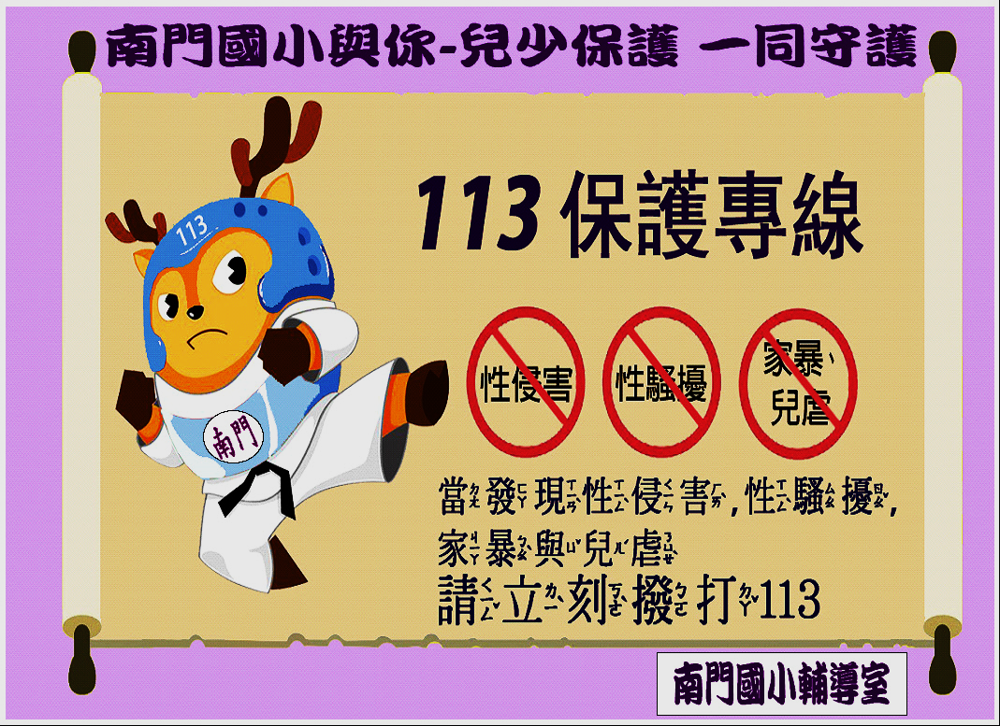 南門國小與你-兒少保護 一同守護
113
113 保護專線
性侵害
性騷擾
家暴、
兒虐
南門
當發現性侵害,性騷擾,
家暴與兒虐
請立刻撥打113
南門國小輔導室